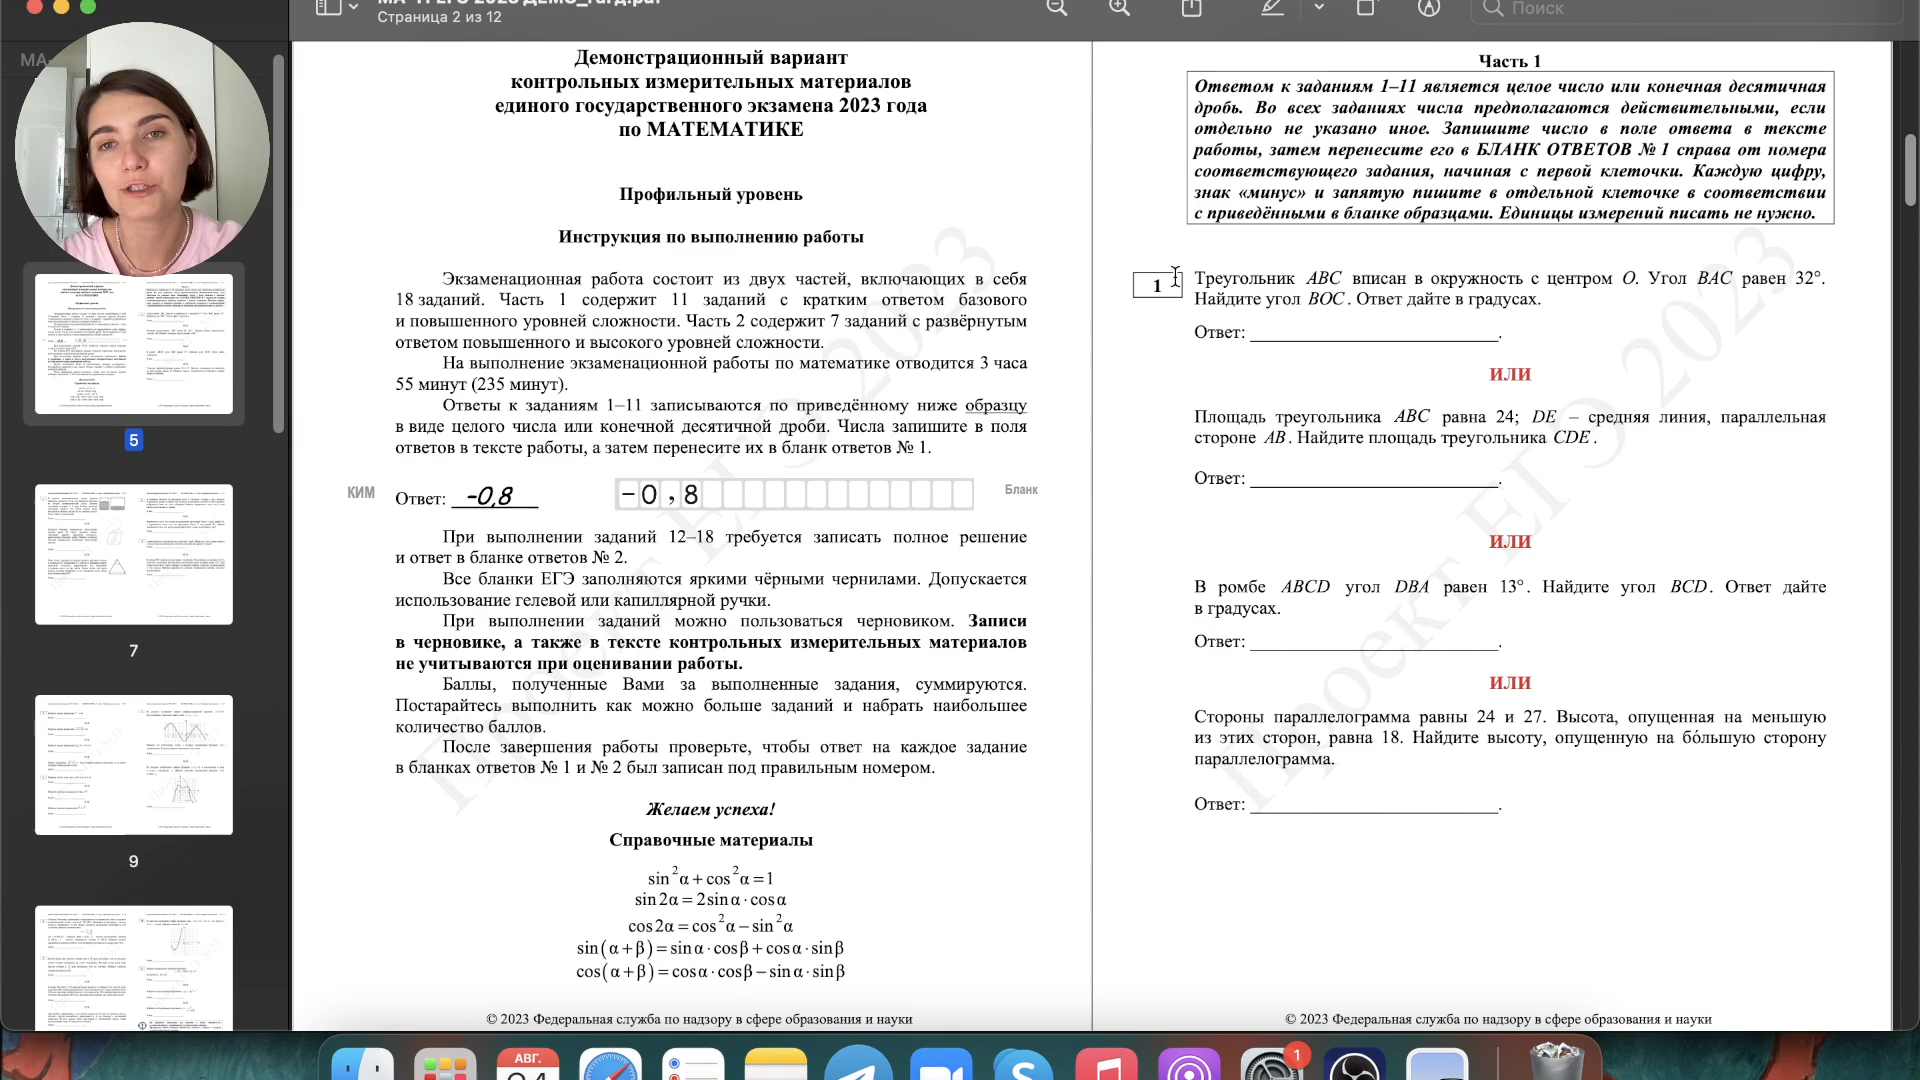 Страница 2 из 12
Поиск
MA-
5
7
9
Демонстрационный вариант
контрольных измерительных материалов
единого государственного экзамена 2023 года
по МАТЕМАТИКЕ
Профильный уровень
Инструкция по выполнению работы
Экзаменационная работа состоит из двух частей, включающих в себя
18 заданий. Часть 1 содержит 11 заданий с кратким ответом базового
и повышенного уровней сложности. Часть 2 содержит 7 заданий с развёрнутым
ответом повышенного и высокого уровней сложности.
На выполнение экзаменационной работы по математике отводится 3 часа
55 минут (235 минут).
Ответы к заданиям 1–11 записываются по приведённому ниже образцу
в виде целого числа или конечной десятичной дроби. Числа запишите в поля
ответов в тексте работы, а затем перенесите их в бланк ответов № 1.
КИМ Ответ: -0,8 -0,8 Бланк
При выполнении заданий 12–18 требуется записать полное решение
и ответ в бланке ответов № 2.
Все бланки ЕГЭ заполняются яркими чёрными чернилами. Допускается
использование гелевой или капиллярной ручки.
При выполнении заданий можно пользоваться черновиком. Записи
в черновике, а также в тексте контрольных измерительных материалов
не учитываются при оценивании работы.
Баллы, полученные Вами за выполненные задания, суммируются.
Постарайтесь выполнить как можно больше заданий и набрать наибольшее
количество баллов.
После завершения работы проверьте, чтобы ответ на каждое задание
в бланках ответов № 1 и № 2 был записан под правильным номером.
Желаем успеха!
Справочные материалы
sin²α + cos²α = 1
sin 2α = 2sin α · cos α
cos 2α = cos²α − sin²α
sin(α + β) = sin α · cos β + cos α · sin β
cos(α + β) = cos α · cos β − sin α · sin β
© 2023 Федеральная служба по надзору в сфере образования и науки
Проект ЕГЭ 2023
Часть 1
Ответом к заданиям 1–11 является целое число или конечная десятичная
дробь. Во всех заданиях числа предполагаются действительными, если
отдельно не указано иное. Запишите число в поле ответа в тексте
работы, затем перенесите его в БЛАНК ОТВЕТОВ № 1 справа от номера
соответствующего задания, начиная с первой клеточки. Каждую цифру,
знак «минус» и запятую пишите в отдельной клеточке в соответствии
с приведёнными в бланке образцами. Единицы измерений писать не нужно.
1 Треугольник ABC вписан в окружность с центром O. Угол BAC равен 32°.
Найдите угол BOC. Ответ дайте в градусах.
Ответ: ___________________________.
ИЛИ
Площадь треугольника ABC равна 24; DE – средняя линия, параллельная
стороне AB. Найдите площадь треугольника CDE.
Ответ: ___________________________.
ИЛИ
В ромбе ABCD угол DBA равен 13°. Найдите угол BCD. Ответ дайте
в градусах.
Ответ: ___________________________.
ИЛИ
Стороны параллелограмма равны 24 и 27. Высота, опущенная на меньшую
из этих сторон, равна 18. Найдите высоту, опущенную на бо́льшую сторону
параллелограмма.
Ответ: ___________________________.
© 2023 Федеральная служба по надзору в сфере образования и науки
Проект ЕГЭ 2023
АВГ.
1